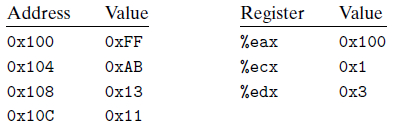 Address Value Register Value
0x100 0xFF %eax 0x100
0x104 0xAB %ecx 0x1
0x108 0x13 %edx 0x3
0x10C 0x11